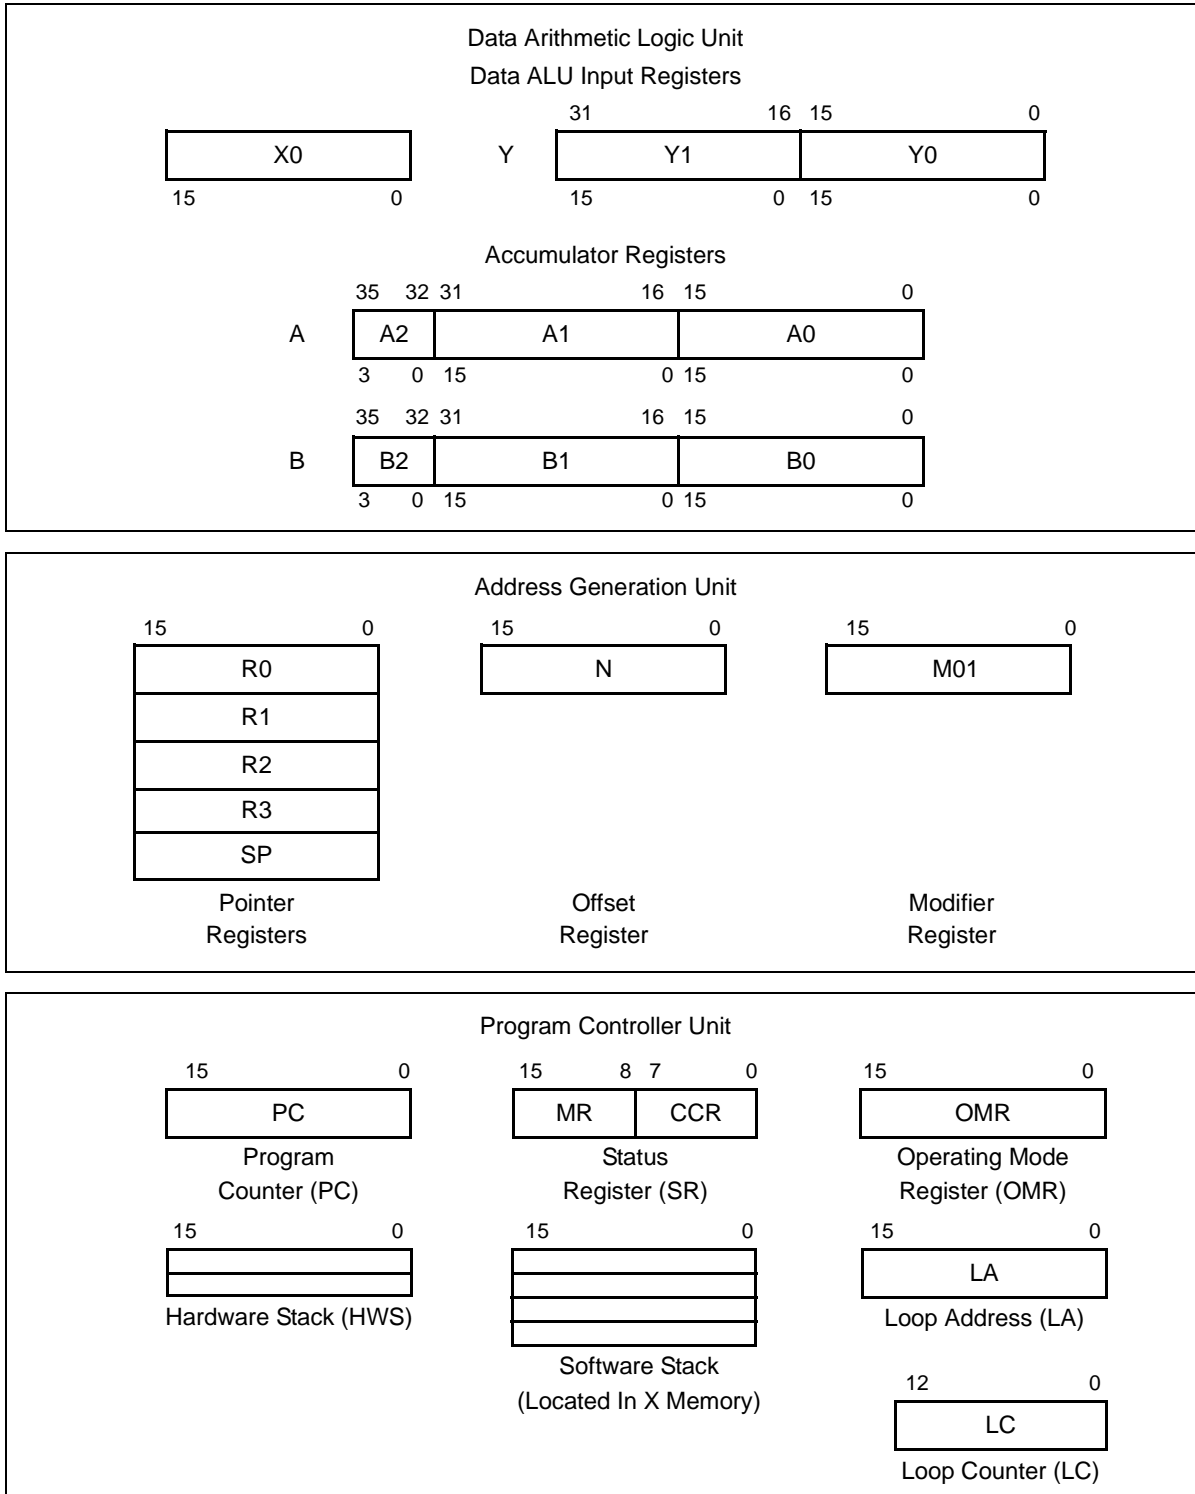 Data Arithmetic Logic Unit
Data ALU Input Registers
31 16 15 0
X0 Y Y1 Y0
15 0 15 0 15 0
Accumulator Registers
35 32 31 16 15 0
A A2 A1 A0
3 0 15 0 15 0
35 32 31 16 15 0
B B2 B1 B0
3 0 15 0 15 0
Address Generation Unit
15 0 15 0 15 0
R0 N M01
R1
R2
R3
SP
Pointer Offset Modifier
Registers Register Register
Program Controller Unit
15 0 15 8 7 0 15 0
PC MR CCR OMR
Program Status Operating Mode
Counter (PC) Register (SR) Register (OMR)
15 0 15 0 15 0
LA
Hardware Stack (HWS) Loop Address (LA)
Software Stack
(Located In X Memory)
12 0
LC
Loop Counter (LC)